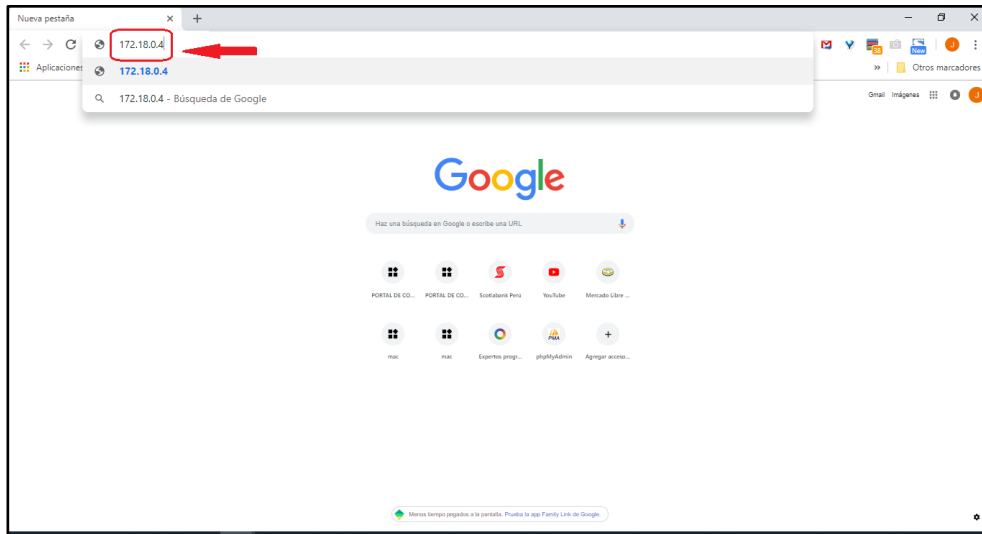 Nueva pestaña
172.18.0.4
New
38
J
Aplicaciones
172.18.0.4
Otros marcadores
172.18.0.4 - Búsqueda de Google
Gmail Imágenes
J
Google
Haz una búsqueda en Google o escribe una URL
PORTAL DE CO... PORTAL DE CO... Scotiabank Perú YouTube Mercado Libre ...
PMA
mac mac Expertos progr... phpMyAdmin Agregar acceso...
Menos tiempo pegados a la pantalla. Prueba la app Family Link de Google.